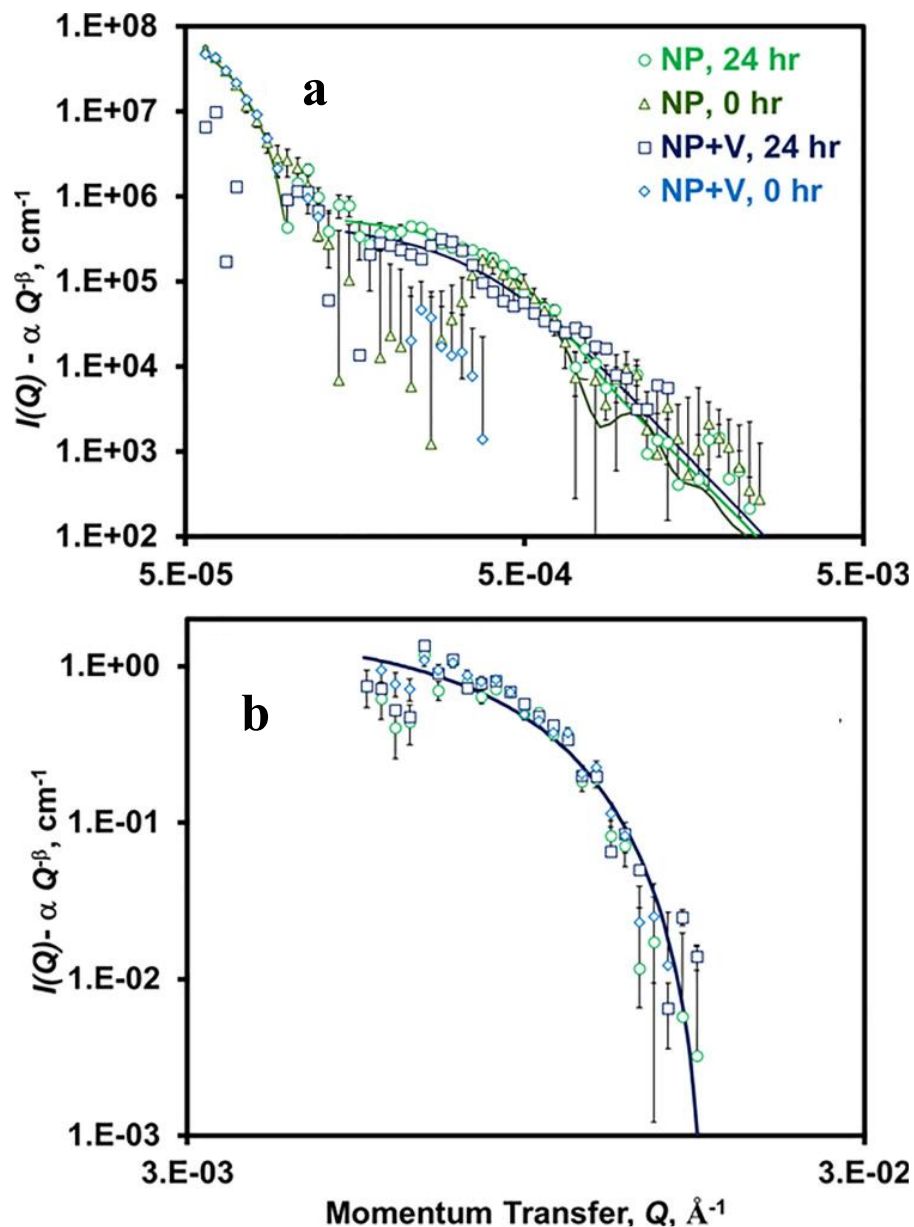 1.E+08
1.E+07
1.E+06
1.E+05
1.E+04
1.E+03
1.E+02
I(Q) - α Q⁻ᵝ, cm⁻¹
a
NP, 24 hr
NP, 0 hr
NP+V, 24 hr
NP+V, 0 hr
5.E-05
5.E-04
5.E-03
1.E+00
1.E-01
1.E-02
1.E-03
I(Q)- α Q⁻ᵝ, cm⁻¹
b
3.E-03
3.E-02
Momentum Transfer, Q, Å⁻¹